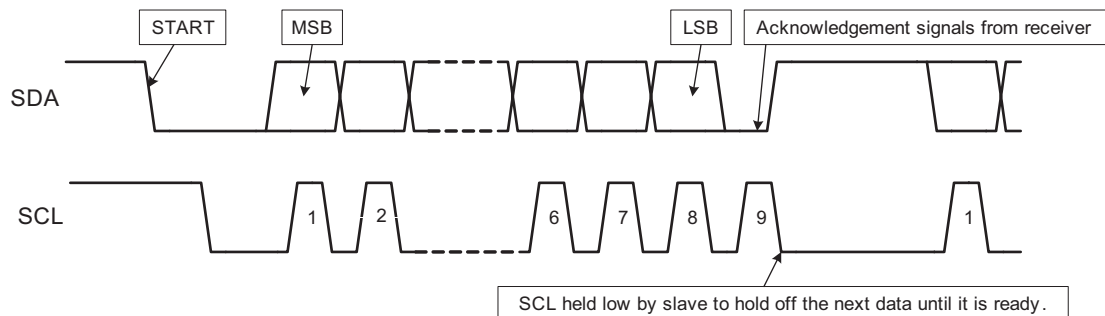 START
MSB
LSB
Acknowledgement signals from receiver
SDA
SCL
1
2
6
7
8
9
1
SCL held low by slave to hold off the next data until it is ready.